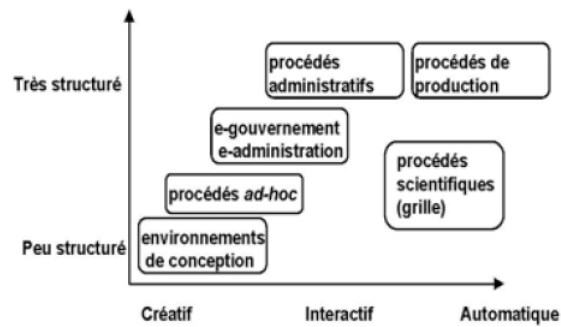 procédés
administratifs
procédés de
production
Très structuré
e-gouvernement
e-administration
procédés
scientifiques
(grille)
procédés ad-hoc
environnements
de conception
Peu structuré
Créatif
Interactif
Automatique